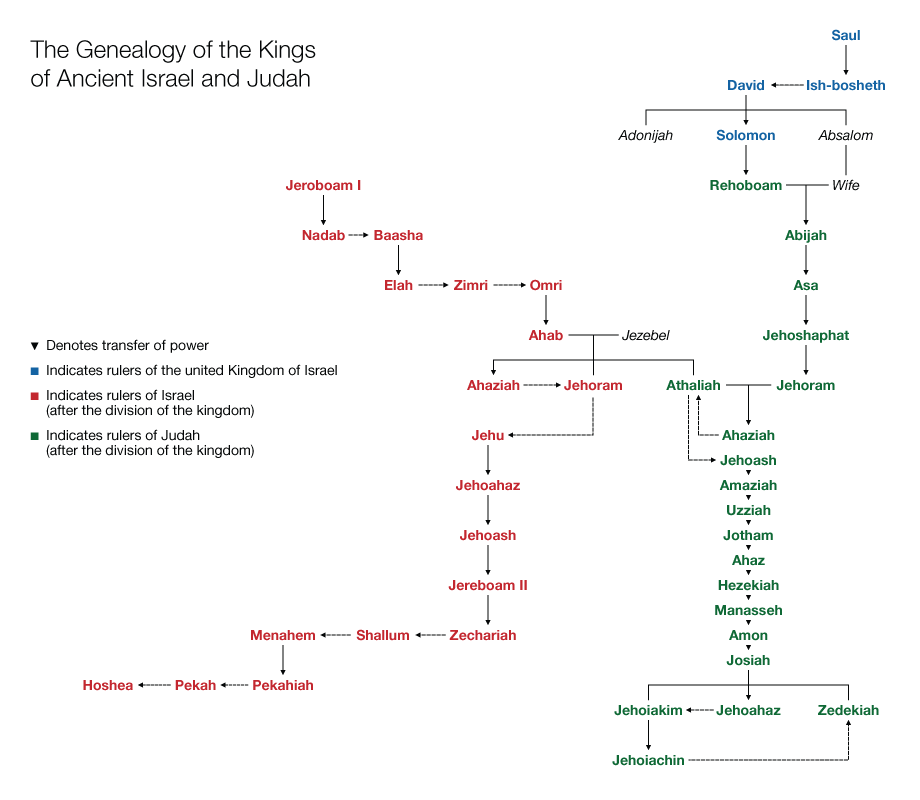 The Genealogy of the Kings
of Ancient Israel and Judah
Saul
David
Ish-bosheth
Adonijah
Solomon
Absalom
Jeroboam I
Rehoboam
Wife
Nadab
Baasha
Abijah
Elah
Zimri
Omri
Asa
Ahab
Jezebel
Jehoshaphat
▼ Denotes transfer of power
Indicates rulers of the united Kingdom of Israel
Indicates rulers of Israel
(after the division of the kingdom)
Indicates rulers of Judah
(after the division of the kingdom)
Ahaziah
Jehoram
Athaliah
Jehoram
Jehu
Ahaziah
Jehoash
Jehoahaz
Amaziah
Uzziah
Jehoash
Jotham
Ahaz
Jereboam II
Hezekiah
Manasseh
Menahem
Shallum
Zechariah
Amon
Josiah
Hoshea
Pekah
Pekahiah
Jehoiakim
Jehoahaz
Zedekiah
Jehoiachin